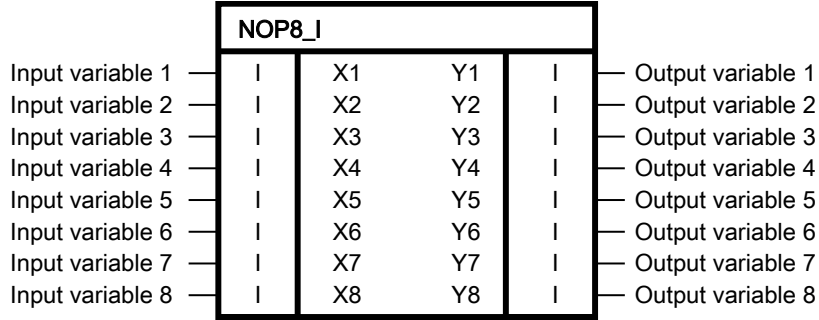 NOP8_I
Input variable 1 I X1 Y1 I Output variable 1
Input variable 2 I X2 Y2 I Output variable 2
Input variable 3 I X3 Y3 I Output variable 3
Input variable 4 I X4 Y4 I Output variable 4
Input variable 5 I X5 Y5 I Output variable 5
Input variable 6 I X6 Y6 I Output variable 6
Input variable 7 I X7 Y7 I Output variable 7
Input variable 8 I X8 Y8 I Output variable 8